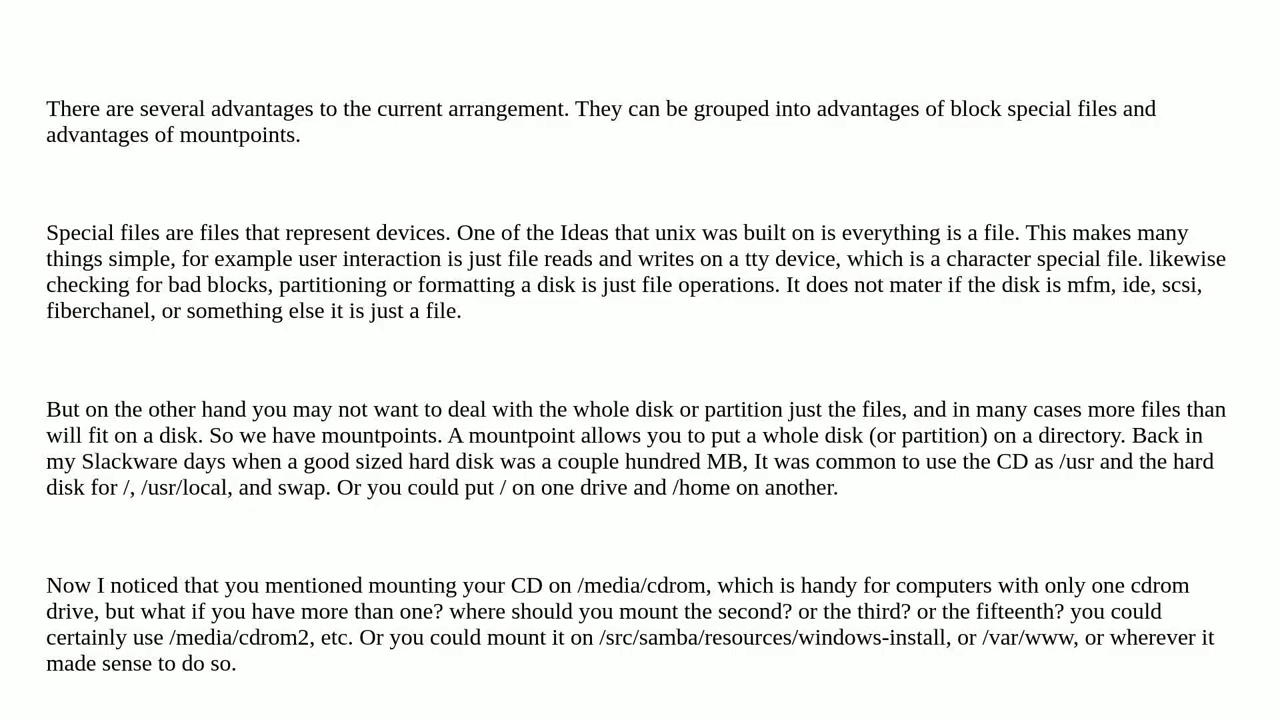 There are several advantages to the current arrangement. They can be grouped into advantages of block special files and
advantages of mountpoints.
Special files are files that represent devices. One of the Ideas that unix was built on is everything is a file. This makes many
things simple, for example user interaction is just file reads and writes on a tty device, which is a character special file. likewise
checking for bad blocks, partitioning or formatting a disk is just file operations. It does not mater if the disk is mfm, ide, scsi,
fiberchanel, or something else it is just a file.
But on the other hand you may not want to deal with the whole disk or partition just the files, and in many cases more files than
will fit on a disk. So we have mountpoints. A mountpoint allows you to put a whole disk (or partition) on a directory. Back in
my Slackware days when a good sized hard disk was a couple hundred MB, It was common to use the CD as /usr and the hard
disk for /, /usr/local, and swap. Or you could put / on one drive and /home on another.
Now I noticed that you mentioned mounting your CD on /media/cdrom, which is handy for computers with only one cdrom
drive, but what if you have more than one? where should you mount the second? or the third? or the fifteenth? you could
certainly use /media/cdrom2, etc. Or you could mount it on /src/samba/resources/windows-install, or /var/www, or wherever it
made sense to do so.